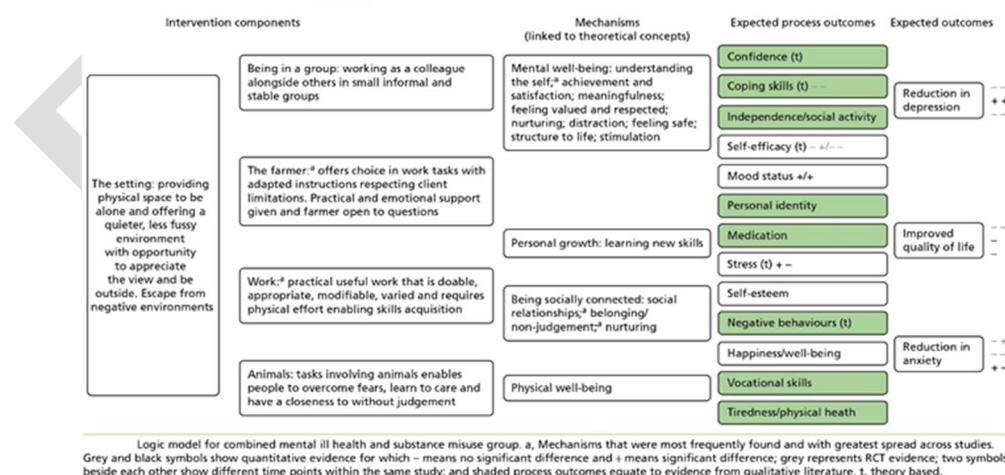 Intervention components
Mechanisms
(linked to theoretical concepts)
Expected process outcomes
Expected outcomes
The setting: providing
physical space to be
alone and offering a
quieter, less fussy
environment
with opportunity
to appreciate
the view and be
outside. Escape from
negative environments
Being in a group: working as a colleague
alongside others in small informal and
stable groups
The farmer:ª offers choice in work tasks with
adapted instructions respecting client
limitations. Practical and emotional support
given and farmer open to questions
Work:ª practical useful work that is doable,
appropriate, modifiable, varied and requires
physical effort enabling skills acquisition
Animals: tasks involving animals enables
people to overcome fears, learn to care and
have a closeness to without judgement
Mental well-being: understanding
the self;ª achievement and
satisfaction; meaningfulness;
feeling valued and respected;
nurturing; distraction; feeling safe;
structure to life; stimulation
Personal growth: learning new skills
Being socially connected: social
relationships;ª belonging/
non-judgement;ª nurturing
Physical well-being
Confidence (t)
Coping skills (t) – –
Independence/social activity
Self-efficacy (t) – +/– –
Mood status +/+
Personal identity
Medication
Stress (t) + –
Self-esteem
Negative behaviours (t)
Happiness/well-being
Vocational skills
Tiredness/physical heath
Reduction in
depression
Improved
quality of life
Reduction in
anxiety
Logic model for combined mental ill health and substance misuse group. a, Mechanisms that were most frequently found and with greatest spread across studies.
Grey and black symbols show quantitative evidence for which – means no significant difference and + means significant difference; grey represents RCT evidence; two symbols
beside each other show different time points within the same study; and shaded process outcomes equate to evidence from qualitative literature. t, theory based.